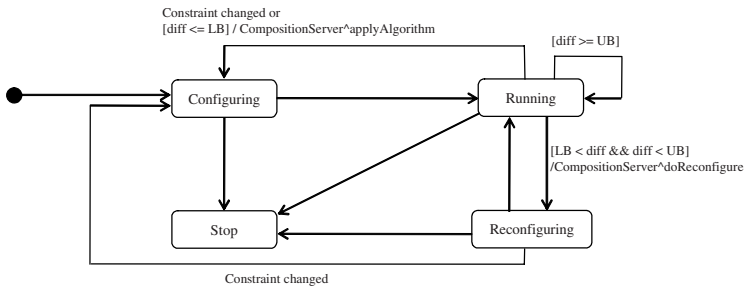 Constraint changed or
[diff <= LB] / CompositionServer^applyAlgorithm
[diff >= UB]
Configuring
Running
[LB < diff && diff < UB]
/CompositionServer^doReconfigure
Stop
Reconfiguring
Constraint changed